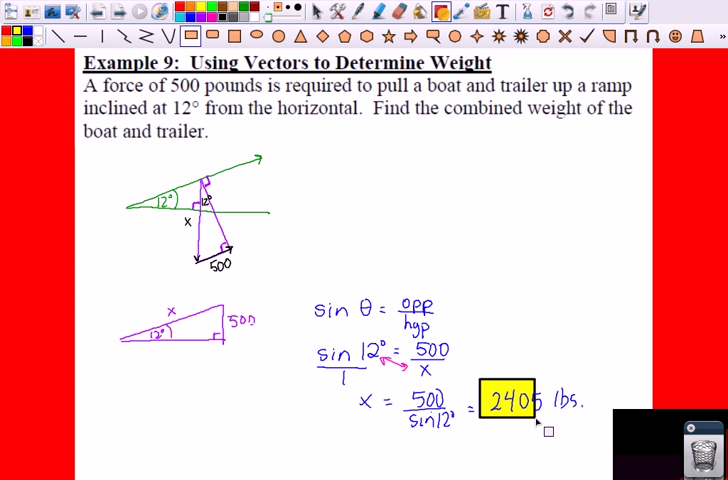 Example 9: Using Vectors to Determine Weight
A force of 500 pounds is required to pull a boat and trailer up a ramp
inclined at 12° from the horizontal. Find the combined weight of the
boat and trailer.
12°
12°
x
500
x
12°
500
sin θ = opp/hyp
sin 12°/1 = 500/x
x = 500/sin12° = 2405 lbs.